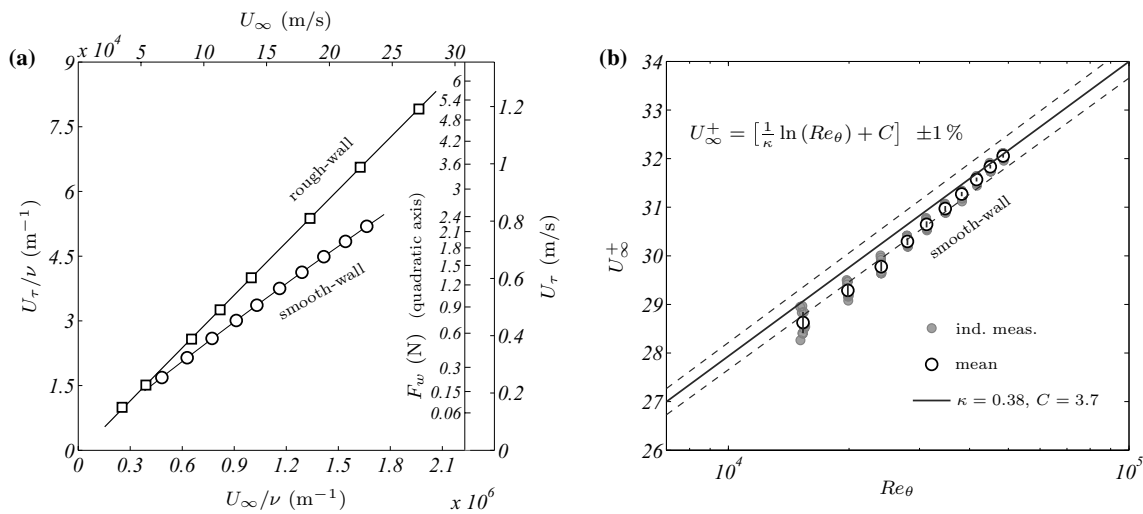 (a)
U∞ (m/s)
x 10⁴ 0 5 10 15 20 25 30
9
7.5
6
4.5
3
1.5
0
Uτ/ν (m⁻¹)
rough-wall
smooth-wall
0 0.3 0.6 0.9 1.2 1.5 1.8 2.1
U∞/ν (m⁻¹)
x 10⁶
Fw (N) (quadratic axis)
6
5.4
4.8
4.2
3.6
3
2.4
2.1
1.8
1.5
1.2
0.9
0.6
0.3
0.15
0.06
1.2
1
0.8
0.6
0.4
0.2
0
Uτ (m/s)
(b)
34
33
32
31
30
29
28
27
26
U∞⁺
U∞⁺ = [1/κ ln (Reθ) + C] ±1 %
smooth-wall
ind. meas.
mean
κ = 0.38, C = 3.7
10⁴ 10⁵
Reθ